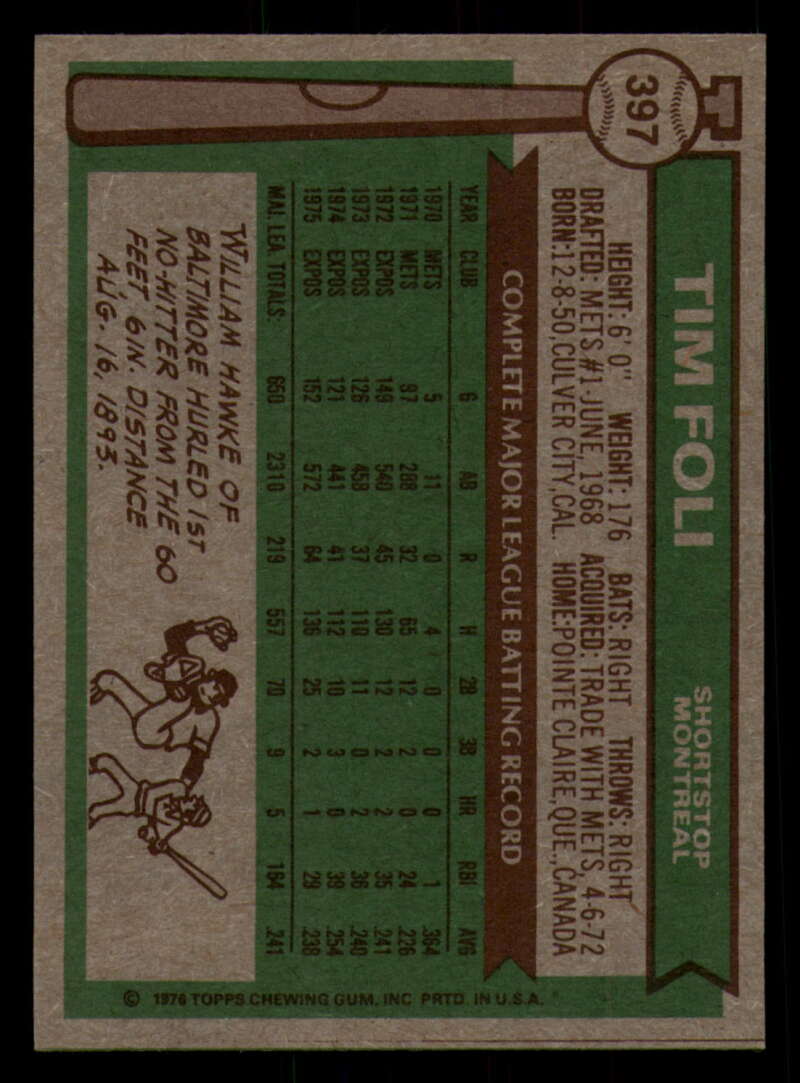 397
TIM FOLI
SHORTSTOP
MONTREAL
HEIGHT: 6' 0" WEIGHT: 176 BATS: RIGHT THROWS: RIGHT
DRAFTED: METS #1-JUNE, 1968 ACQUIRED: TRADE WITH METS, 4-6-72
BORN: 12-8-50, CULVER CITY, CAL. HOME: POINTE CLAIRE, QUE., CANADA
COMPLETE MAJOR LEAGUE BATTING RECORD
YEAR CLUB G AB R H 2B 3B HR RBI AVG
1970 METS 5 11 0 4 0 0 0 1 .364
1971 METS 97 288 32 65 12 2 0 24 .226
1972 EXPOS 149 540 45 130 12 2 2 35 .241
1973 EXPOS 126 458 37 110 11 0 2 36 .240
1974 EXPOS 121 441 41 112 10 3 0 39 .254
1975 EXPOS 152 572 64 136 25 2 1 29 .238
MAJ. LEA. TOTALS 650 2310 219 557 70 9 5 164 .241
WILLIAM HAWKE OF
BALTIMORE HURLED 1ST
NO-HITTER FROM THE 60
FEET, 6 IN. DISTANCE
AUG. 16, 1893.
© 1976 TOPPS CHEWING GUM, INC PRTD. IN U.S.A.